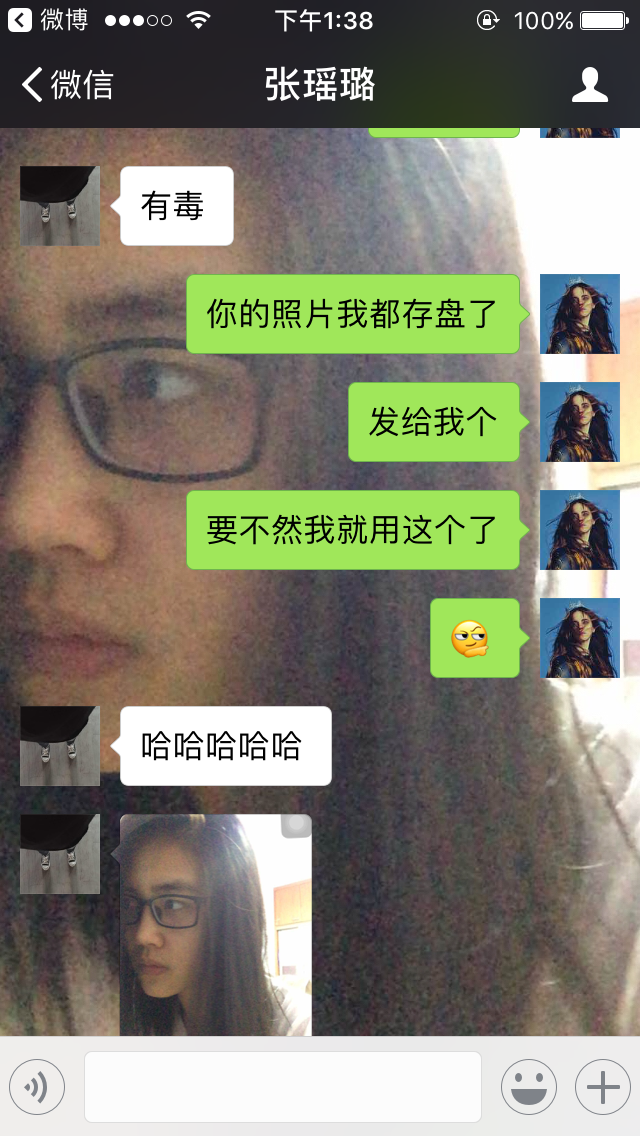 微博 下午1:38 100%
微信 张瑶璐
有毒
你的照片我都存盘了
发给我个
要不然我就用这个了
哈哈哈哈哈